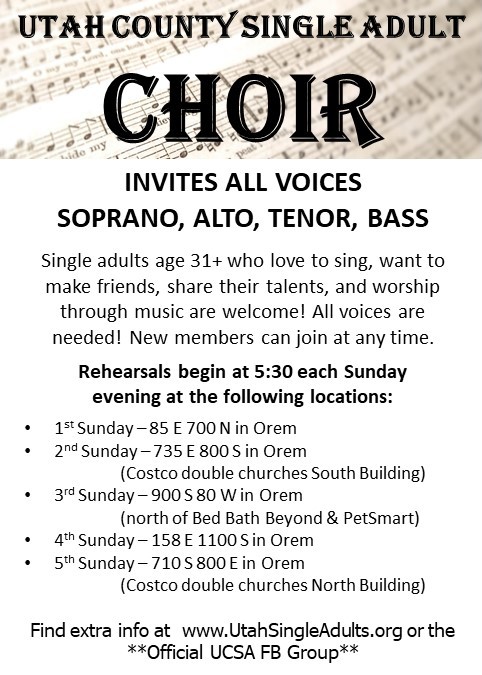 UTAH COUNTY SINGLE ADULT
CHOIR
INVITES ALL VOICES
SOPRANO, ALTO, TENOR, BASS
Single adults age 31+ who love to sing, want to
make friends, share their talents, and worship
through music are welcome! All voices are
needed! New members can join at any time.
Rehearsals begin at 5:30 each Sunday
evening at the following locations:
• 1st Sunday – 85 E 700 N in Orem
• 2nd Sunday – 735 E 800 S in Orem
(Costco double churches South Building)
• 3rd Sunday – 900 S 80 W in Orem
(north of Bed Bath Beyond & PetSmart)
• 4th Sunday – 158 E 1100 S in Orem
• 5th Sunday – 710 S 800 E in Orem
(Costco double churches North Building)
Find extra info at www.UtahSingleAdults.org or the
**Official UCSA FB Group**